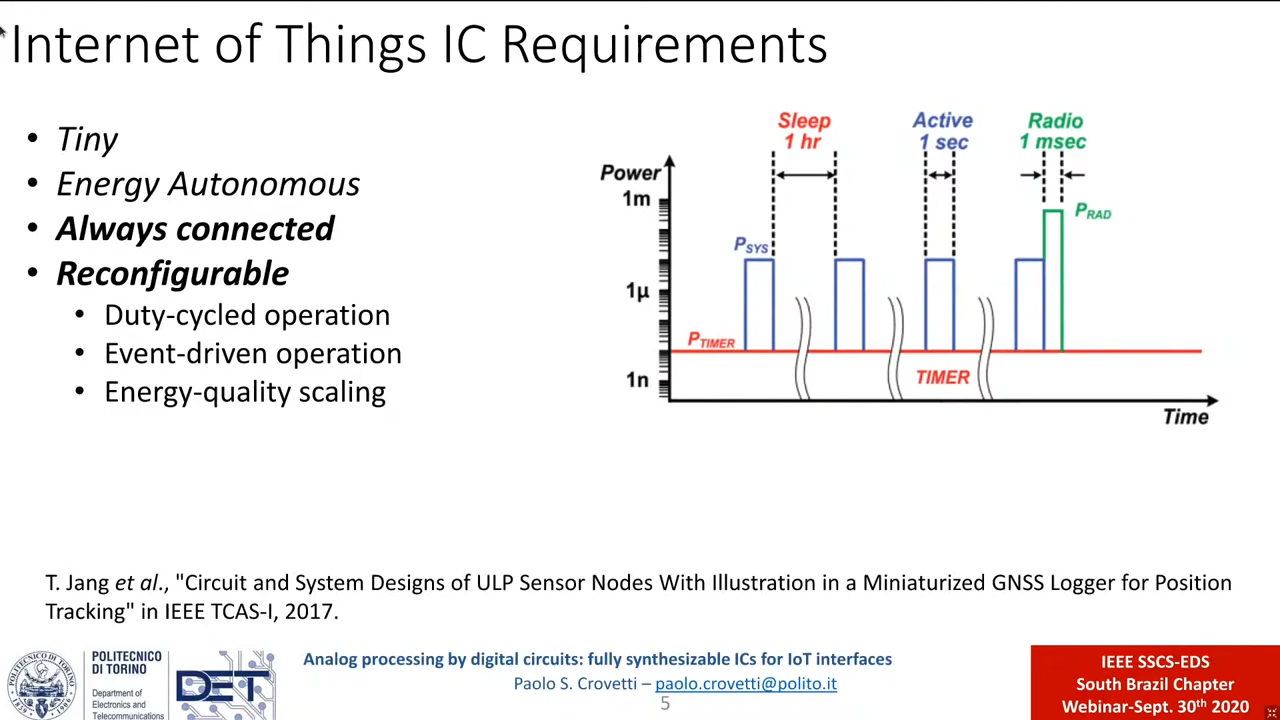 Internet of Things IC Requirements
• Tiny
• Energy Autonomous
• Always connected
• Reconfigurable
• Duty-cycled operation
• Event-driven operation
• Energy-quality scaling
Sleep
1 hr
Active
1 sec
Radio
1 msec
Power
1m
1µ
1n
PSYS
PRAD
PTIMER
TIMER
Time
T. Jang et al., "Circuit and System Designs of ULP Sensor Nodes With Illustration in a Miniaturized GNSS Logger for Position
Tracking" in IEEE TCAS-I, 2017.
POLITECNICO
DI TORINO
Department of
Electronics and
Telecommunications
DET
Analog processing by digital circuits: fully synthesizable ICs for IoT interfaces
Paolo S. Crovetti – paolo.crovetti@polito.it
5
IEEE SSCS-EDS
South Brazil Chapter
Webinar-Sept. 30th 2020